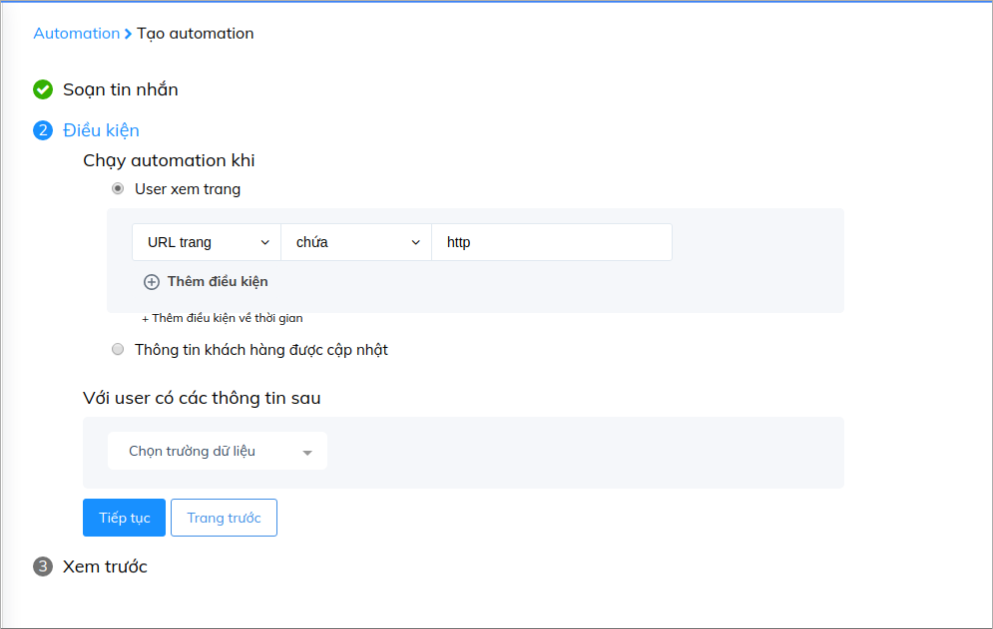 Automation > Tạo automation
Soạn tin nhắn
2 Điều kiện
Chạy automation khi
User xem trang
URL trang chứa http
Thêm điều kiện
+ Thêm điều kiện về thời gian
Thông tin khách hàng được cập nhật
Với user có các thông tin sau
Chọn trường dữ liệu
Tiếp tục Trang trước
3 Xem trước